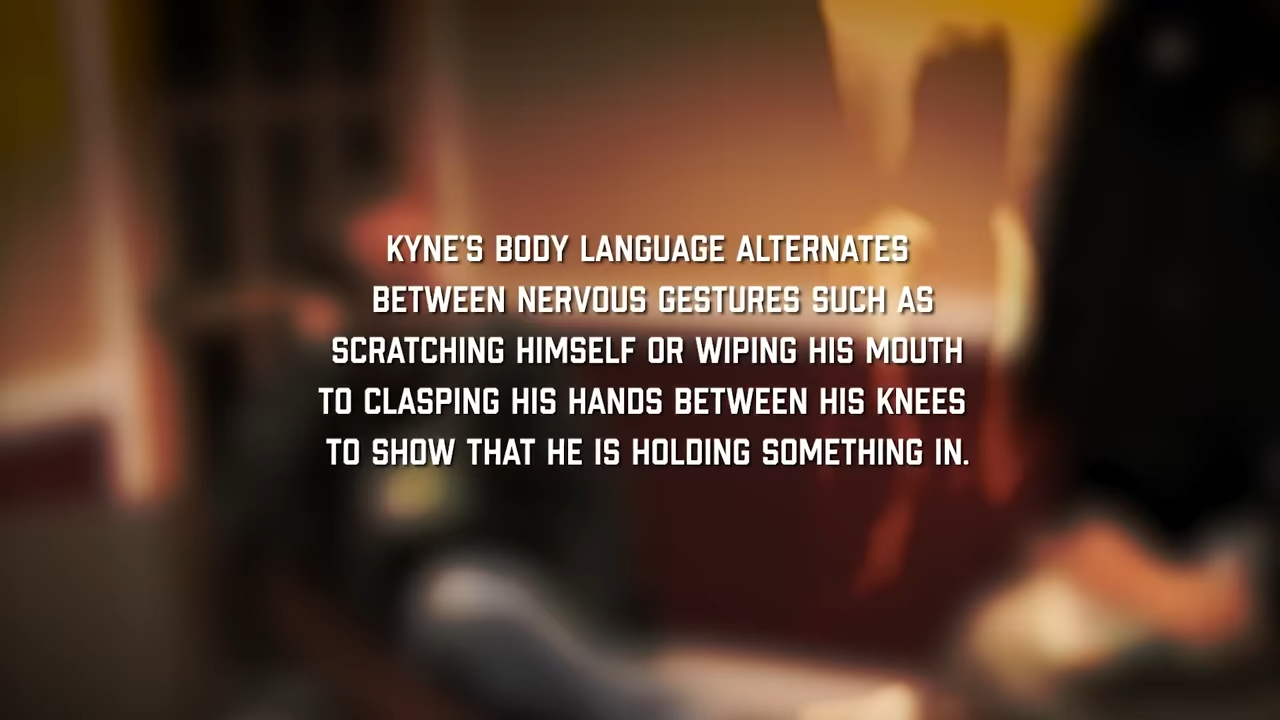 KYNE'S BODY LANGUAGE ALTERNATES
BETWEEN NERVOUS GESTURES SUCH AS
SCRATCHING HIMSELF OR WIPING HIS MOUTH
TO CLASPING HIS HANDS BETWEEN HIS KNEES
TO SHOW THAT HE IS HOLDING SOMETHING IN.